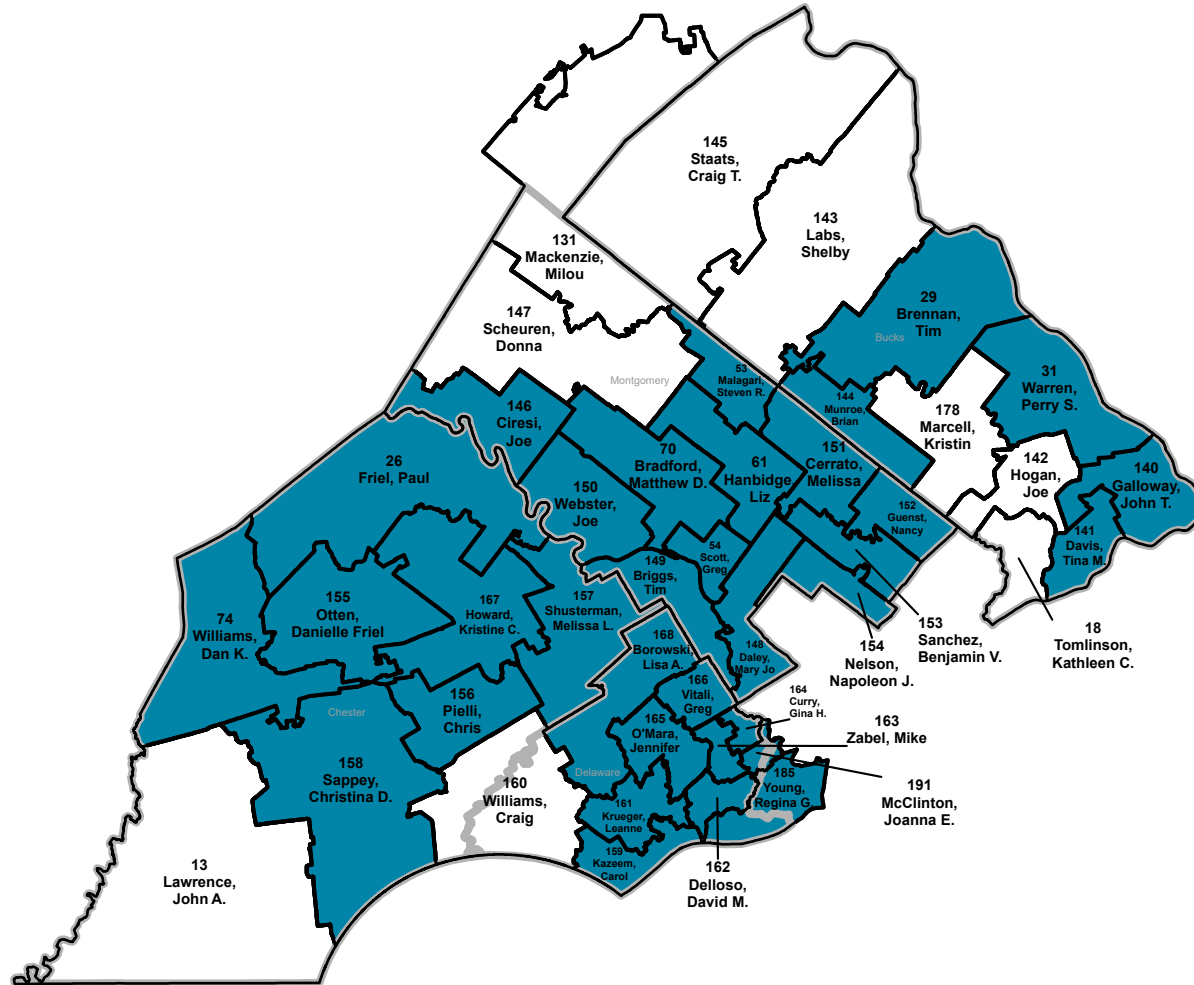 145
Staats,
Craig T.
143
Labs,
Shelby
131
Mackenzie,
Milou
29
Brennan,
Tim
Bucks
147
Scheuren,
Donna
Montgomery
53
Malagari,
Steven R.
31
Warren,
Perry S.
144
Munroe,
Brian
178
Marcell,
Kristin
146
Ciresi,
Joe
70
Bradford,
Matthew D.
61
Hanbidge,
Liz
151
Cerrato,
Melissa
142
Hogan,
Joe
140
Galloway,
John T.
26
Friel, Paul
150
Webster,
Joe
152
Guenst,
Nancy
141
Davis,
Tina M.
54
Scott,
Greg
149
Briggs,
Tim
155
Otten,
Danielle Friel
167
Howard,
Kristine C.
157
Shusterman,
Melissa L.
74
Williams,
Dan K.
168
Borowski,
Lisa A.
148
Daley,
Mary Jo
154
Nelson,
Napoleon J.
153
Sanchez,
Benjamin V.
18
Tomlinson,
Kathleen C.
166
Vitali,
Greg
164
Curry,
Gina H.
156
Pielli,
Chris
Chester
165
O'Mara,
Jennifer
163
Zabel, Mike
158
Sappey,
Christina D.
160
Williams,
Craig
Delaware
185
Young,
Regina G.
191
McClinton,
Joanna E.
161
Krueger,
Leanne
159
Kazeem,
Carol
162
Delloso,
David M.
13
Lawrence,
John A.